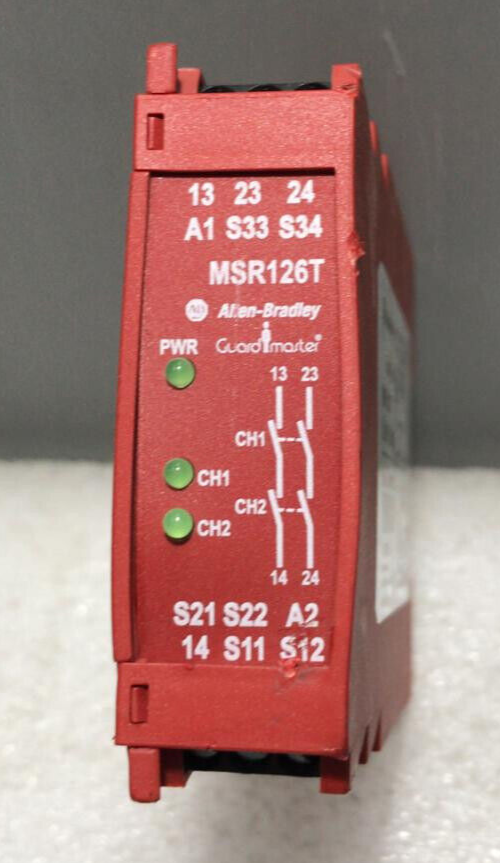 13 23 24
A1 S33 S34
MSR126T
AB Allen-Bradley
PWR Guardmaster®
13 23
CH1
CH1
CH2
CH2
14 24
S21 S22 A2
14 S11 S12